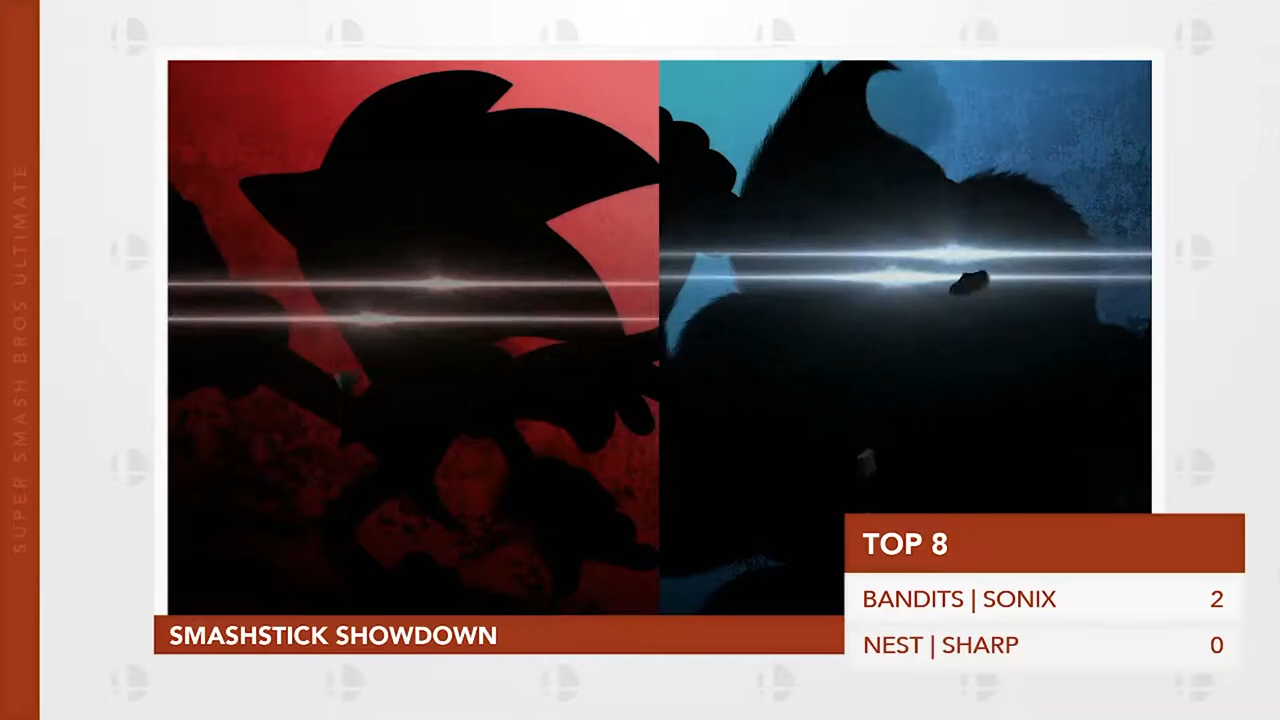 SUPER SMASH BROS ULTIMATE
TOP 8
BANDITS | SONIX 2
NEST | SHARP 0
SMASHSTICK SHOWDOWN